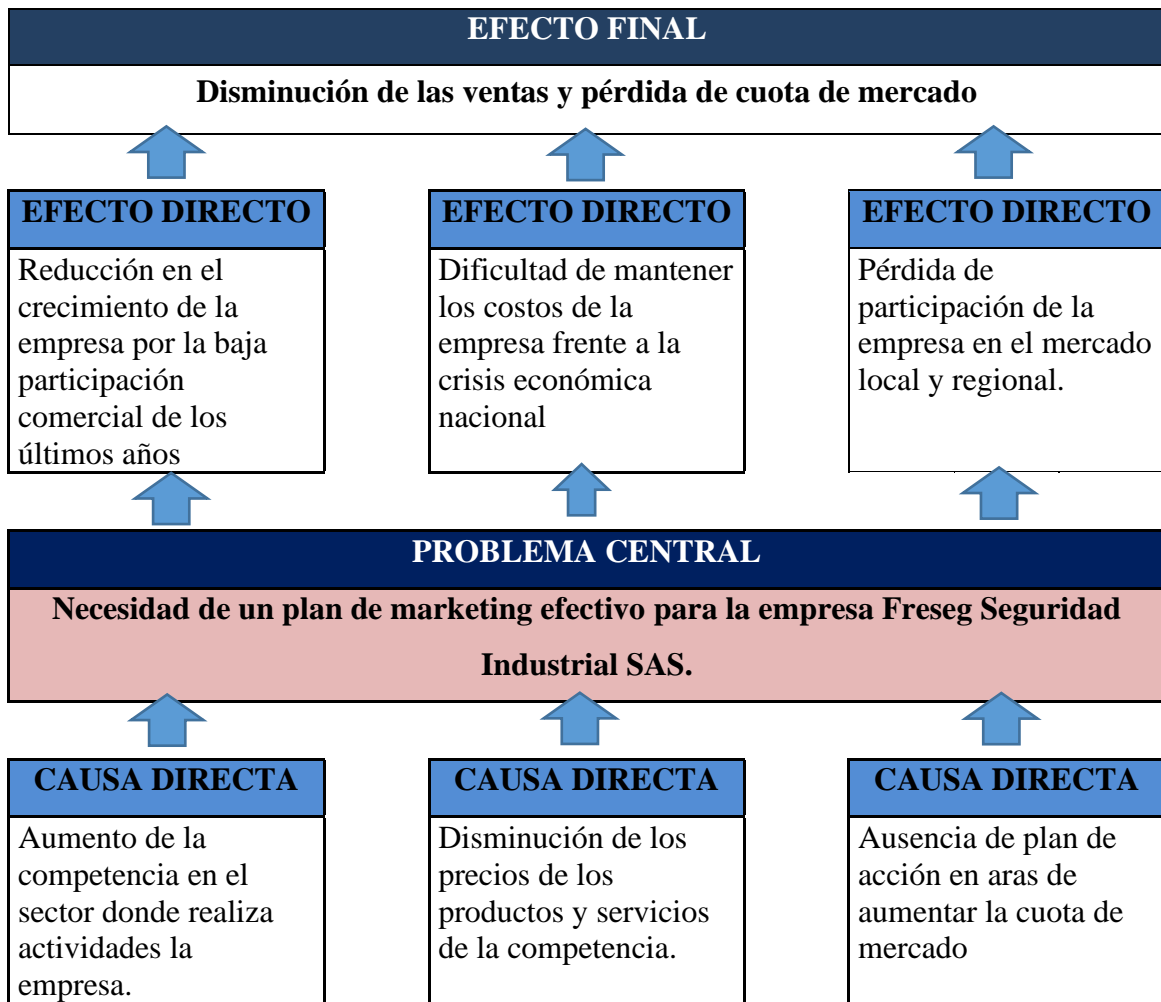 EFECTO FINAL
Disminución de las ventas y pérdida de cuota de mercado
EFECTO DIRECTO
Reducción en el
crecimiento de la
empresa por la baja
participación
comercial de los
últimos años
EFECTO DIRECTO
Dificultad de mantener
los costos de la
empresa frente a la
crisis económica
nacional
EFECTO DIRECTO
Pérdida de
participación de la
empresa en el mercado
local y regional.
PROBLEMA CENTRAL
Necesidad de un plan de marketing efectivo para la empresa Freseg Seguridad
Industrial SAS.
CAUSA DIRECTA
Aumento de la
competencia en el
sector donde realiza
actividades la
empresa.
CAUSA DIRECTA
Disminución de los
precios de los
productos y servicios
de la competencia.
CAUSA DIRECTA
Ausencia de plan de
acción en aras de
aumentar la cuota de
mercado